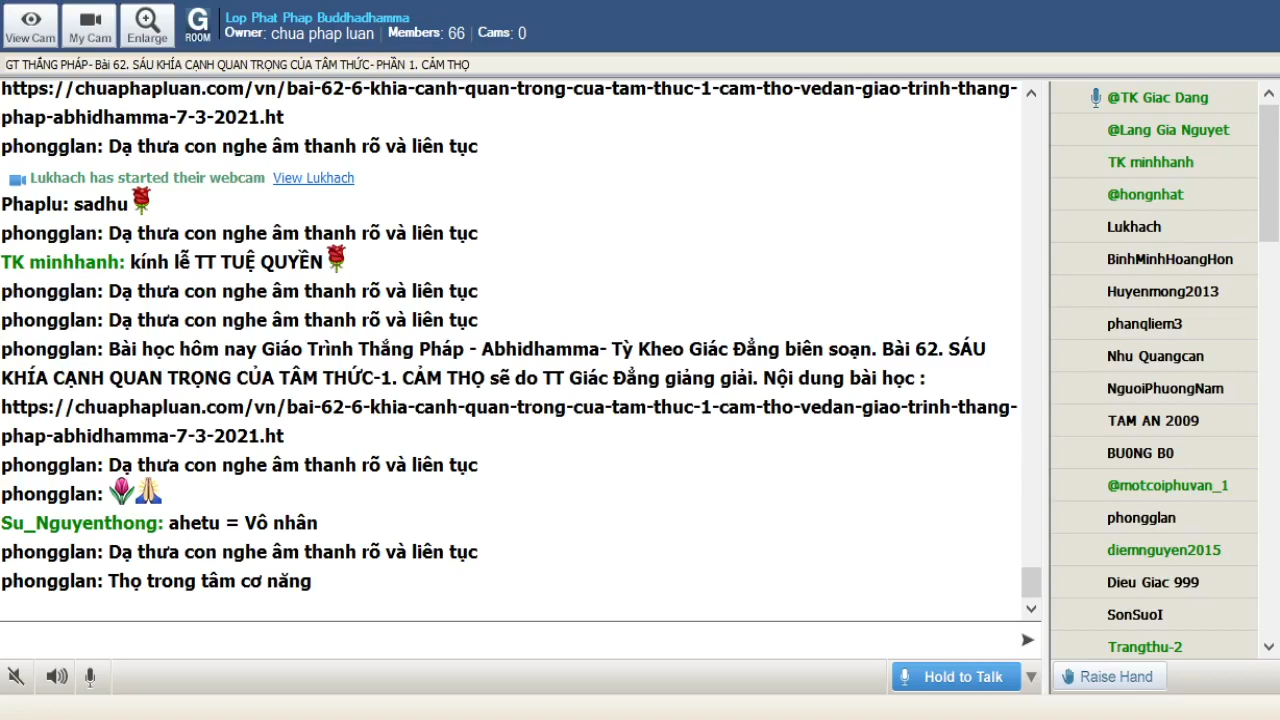 View Cam
My Cam
Enlarge
G
ROOM
Lop Phat Phap Buddhadhamma
Owner: chua phap luan | Members: 66 | Cams: 0
GT THẮNG PHÁP- Bài 62. SÁU KHÍA CẠNH QUAN TRỌNG CỦA TÂM THỨC- PHẦN 1. CẢM THỌ
https://chuaphapluan.com/vn/bai-62-6-khia-canh-quan-trong-cua-tam-thuc-1-cam-tho-vedan-giao-trinh-thang-
phap-abhidhamma-7-3-2021.ht
phongglan: Dạ thưa con nghe âm thanh rõ và liên tục
Lukhach has started their webcam View Lukhach
Phaplu: sadhu
phongglan: Dạ thưa con nghe âm thanh rõ và liên tục
TK minhhanh: kính lễ TT TUỆ QUYỀN
phongglan: Dạ thưa con nghe âm thanh rõ và liên tục
phongglan: Dạ thưa con nghe âm thanh rõ và liên tục
phongglan: Bài học hôm nay Giáo Trình Thắng Pháp - Abhidhamma- Tỳ Kheo Giác Đẳng biên soạn. Bài 62. SÁU
KHÍA CẠNH QUAN TRỌNG CỦA TÂM THỨC-1. CẢM THỌ sẽ do TT Giác Đẳng giảng giải. Nội dung bài học :
https://chuaphapluan.com/vn/bai-62-6-khia-canh-quan-trong-cua-tam-thuc-1-cam-tho-vedan-giao-trinh-thang-
phap-abhidhamma-7-3-2021.ht
phongglan: Dạ thưa con nghe âm thanh rõ và liên tục
phongglan:
Su_Nguyenthong: ahetu = Vô nhân
phongglan: Dạ thưa con nghe âm thanh rõ và liên tục
phongglan: Thọ trong tâm cơ năng
@TK Giac Dang
@Lang Gia Nguyet
TK minhhanh
@hongnhat
Lukhach
BinhMinhHoangHon
Huyenmong2013
phanqliem3
Nhu Quangcan
NguoiPhuongNam
TAM AN 2009
BU0NG B0
@motcoiphuvan_1
phongglan
diemnguyen2015
Dieu Giac 999
SonSuoI
Trangthu-2
Hold to Talk
Raise Hand